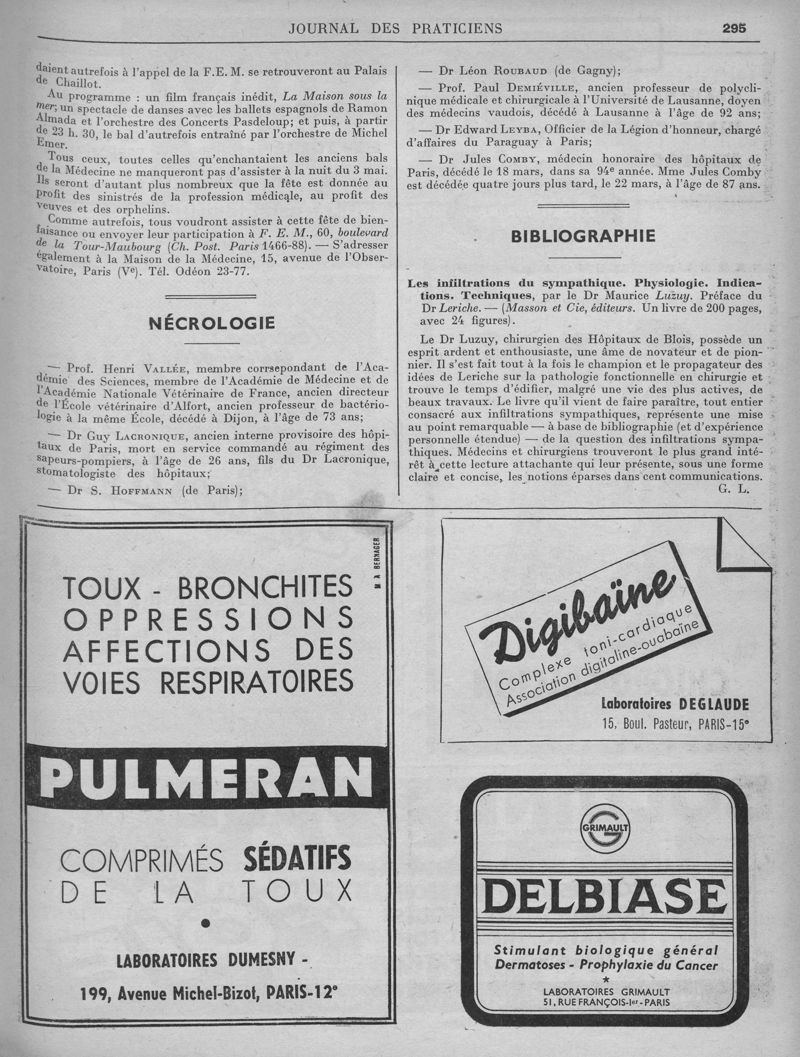 JOURNAL DES PRATICIENS
295
daient autrefois à l'appel de la F. E. M. se retrouveront au Palais
de Chaillot.
Au programme : un film français inédit, La Maison sous la
mer; un spectacle de danses avec les ballets espagnols de Ramon
Almada et l'orchestre des Concerts Pasdeloup; et puis, à partir
de 23 h. 30, le bal d'autrefois entraîné par l'orchestre de Michel
Emer.
Tous ceux, toutes celles qu'enchantaient les anciens bals
de la Médecine ne manqueront pas d'assister à la nuit du 3 mai.
Ils seront d'autant plus nombreux que la fête est donnée au
profit des sinistrés de la profession médicale, au profit des
veuves et des orphelins.
Comme autrefois, tous voudront assister à cette fête de bien-
faisance ou envoyer leur participation à F. E. M., 60, boulevard
de la Tour-Maubourg (Ch. Post. Paris 1466-88). — S'adresser
également à la Maison de la Médecine, 15, avenue de l'Obser-
vatoire, Paris (Ve). Tél. Odéon 23-77.
NÉCROLOGIE
— Prof. Henri VALLÉE, membre corrsepondant de l'Aca-
démie des Sciences, membre de l'Académie de Médecine et de
l'Académie Nationale Vétérinaire de France, ancien directeur
de l'École vétérinaire d'Alfort, ancien professeur de bactério-
logie à la même École, décédé à Dijon, à l'âge de 73 ans;
— Dr Guy LACRONIQUE, ancien interne provisoire des hôpi-
taux de Paris, mort en service commandé au régiment des
sapeurs-pompiers, à l'âge de 26 ans, fils du Dr Lacronique,
stomatologiste des hôpitaux;
— Dr S. HOFFMANN (de Paris);
— Dr Léon ROUBAUD (de Gagny);
— Prof. Paul DEMIÉVILLE, ancien professeur de polycli-
nique médicale et chirurgicale à l'Université de Lausanne, doyen
des médecins vaudois, décédé à Lausanne à l'âge de 92 ans;
— Dr Edward LEYBA, Officier de la Légion d'honneur, chargé
d'affaires du Paraguay à Paris;
— Dr Jules COMBY, médecin honoraire des hôpitaux de
Paris, décédé le 18 mars, dans sa 94e année. Mme Jules Comby
est décédée quatre jours plus tard, le 22 mars, à l'âge de 87 ans.
BIBLIOGRAPHIE
Les infiltrations du sympathique. Physiologie. Indica-
tions. Techniques, par le Dr Maurice Luzuy. Préface du
Dr Leriche. — (Masson et Cie, éditeurs. Un livre de 200 pages,
avec 24 figures).
Le Dr Luzuy, chirurgien des Hôpitaux de Blois, possède un
esprit ardent et enthousiaste, une âme de novateur et de pion-
nier. Il s'est fait tout à la fois le champion et le propagateur des
idées de Leriche sur la pathologie fonctionnelle en chirurgie et
trouve le temps d'édifier, malgré une vie des plus actives, de
beaux travaux. Le livre qu'il vient de faire paraître, tout entier
consacré aux infiltrations sympathiques, représente une mise
au point remarquable — à base de bibliographie (et d'expérience
personnelle étendue) — de la question des infiltrations sympa-
thiques. Médecins et chirurgiens trouveront le plus grand inté-
rêt à cette lecture attachante qui leur présente, sous une forme
claire et concise, les notions éparses dans cent communications.
G. L.
M A BERNAGER
TOUX - BRONCHITES
OPPRESSIONS
AFFECTIONS DES
VOIES RESPIRATOIRES
PULMERAN
COMPRIMÉS SÉDATIFS
DE LA TOUX
LABORATOIRES DUMESNY -
199, Avenue Michel-Bizot, PARIS-12e
Digibaïne
Complexe toni-cardiaque
Association digitaline-ouabaïne
Laboratoires DEGLAUDE
15, Boul. Pasteur, PARIS-15e
GRIMAULT
DELBIASE
Stimulant biologique général
Dermatoses - Prophylaxie du Cancer
LABORATOIRES GRIMAULT
51, RUE FRANÇOIS-Ier - PARIS